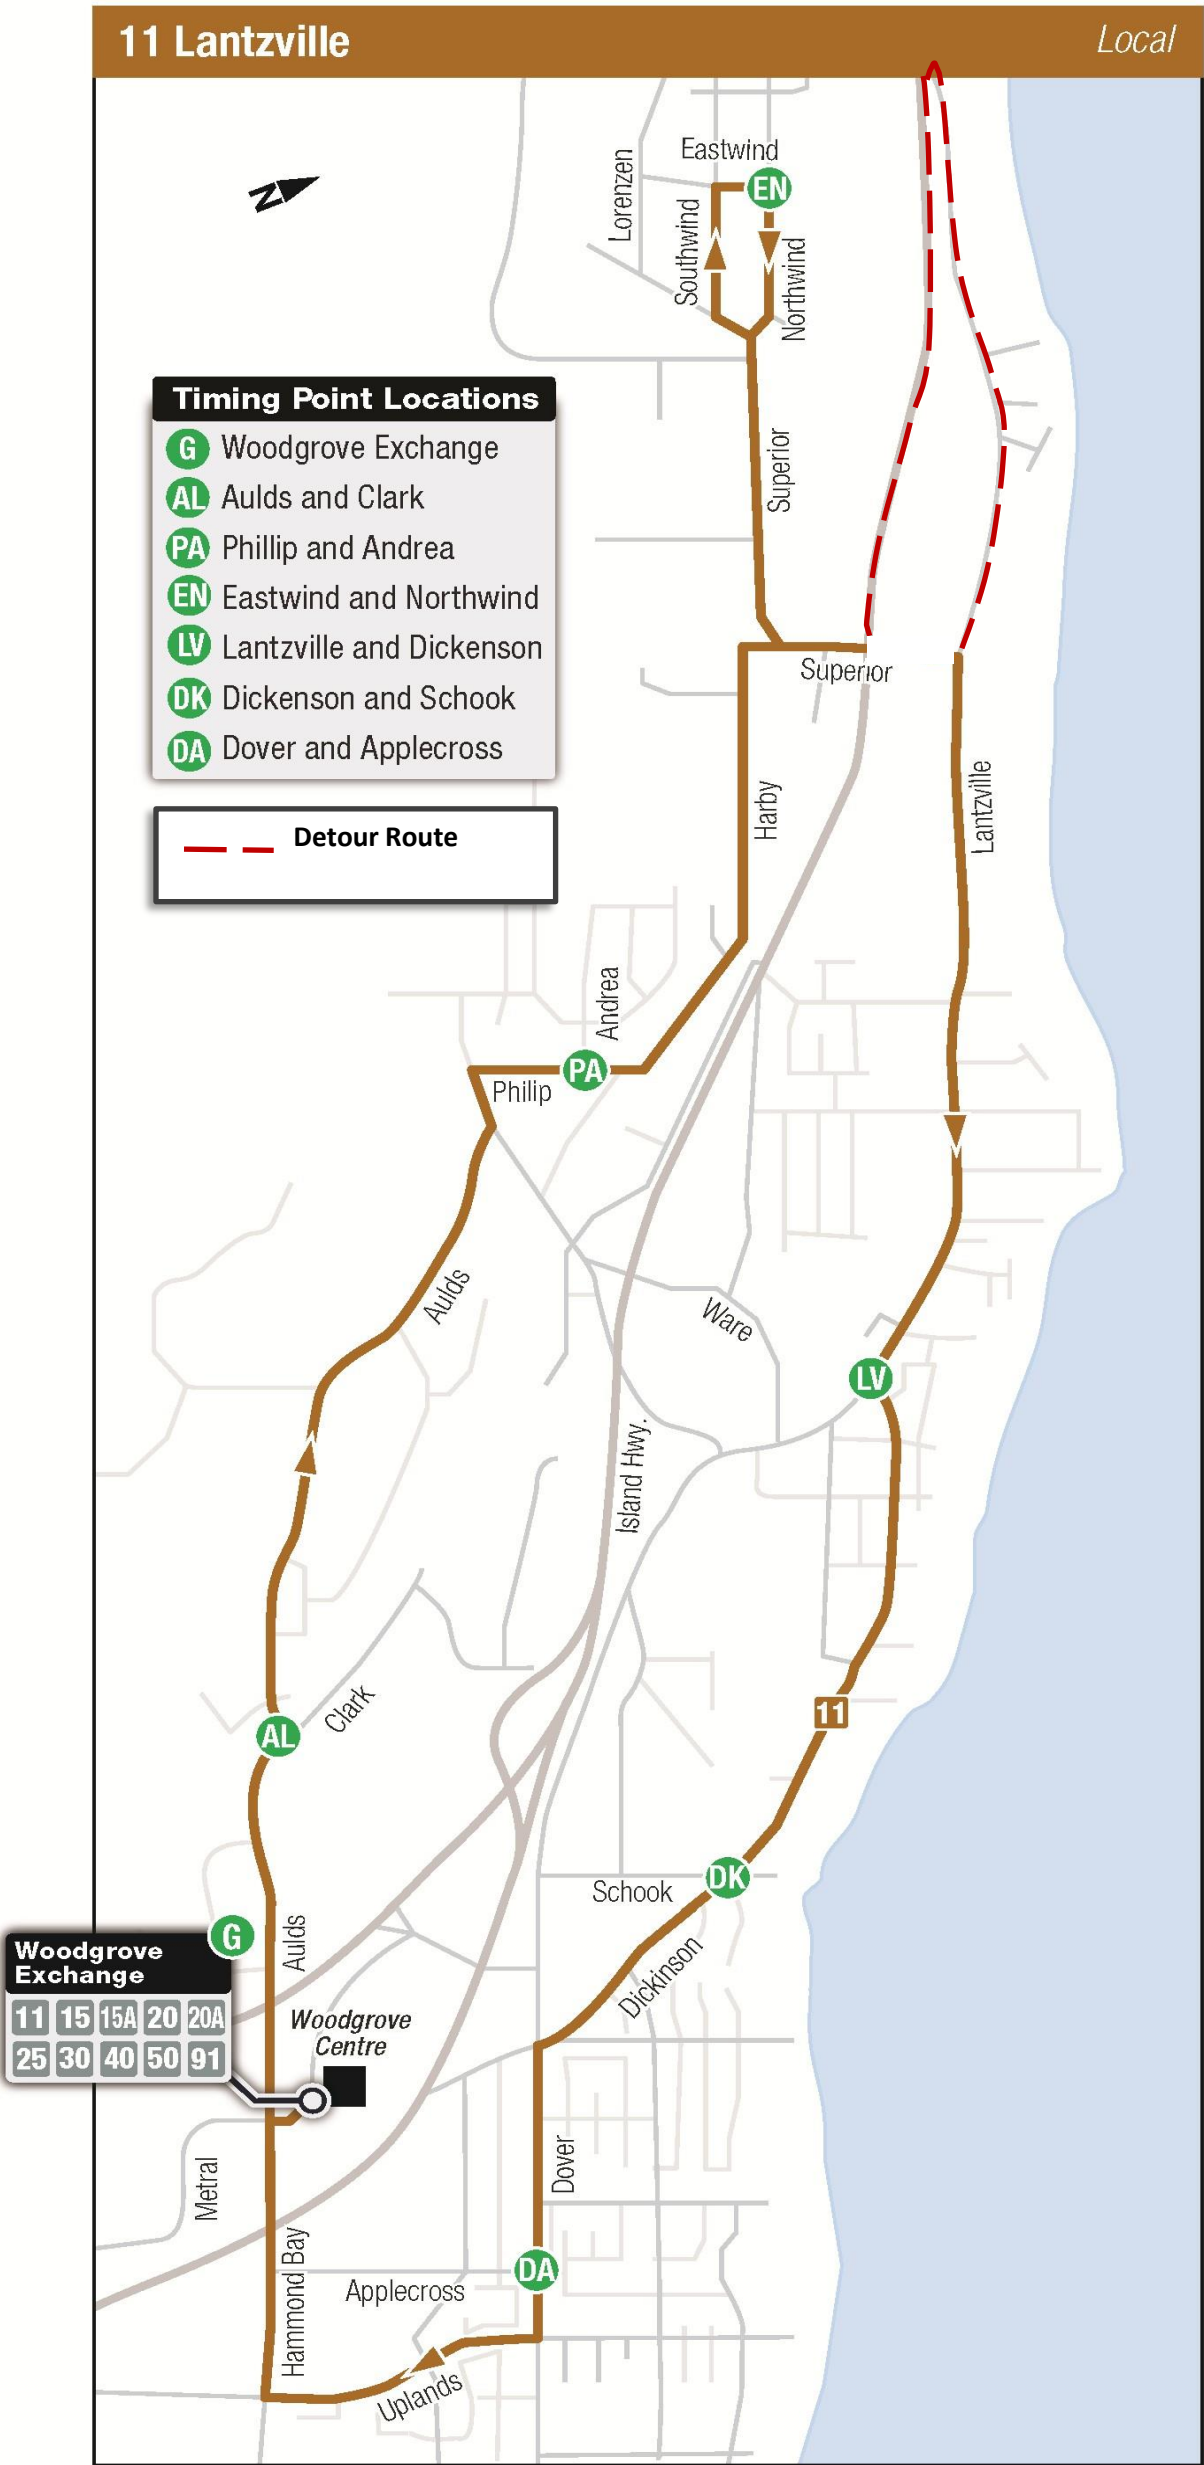 11 Lantzville
Local
Eastwind
EN
Lorenzen
Southwind
Northwind
N
Timing Point Locations
G Woodgrove Exchange
AL Aulds and Clark
PA Phillip and Andrea
EN Eastwind and Northwind
LV Lantzville and Dickenson
DK Dickenson and Schook
DA Dover and Applecross
Superior
Superior
Detour Route
Harby
Lantzville
Andrea
PA
Philip
Aulds
Ware
LV
Island Hwy.
Clark
11
AL
DK
Schook
G
Aulds
Dickinson
Woodgrove
Exchange
11 15 15A 20 20A
25 30 40 50 91
Woodgrove
Centre
Metral
Dover
Hammond Bay
DA
Applecross
Uplands